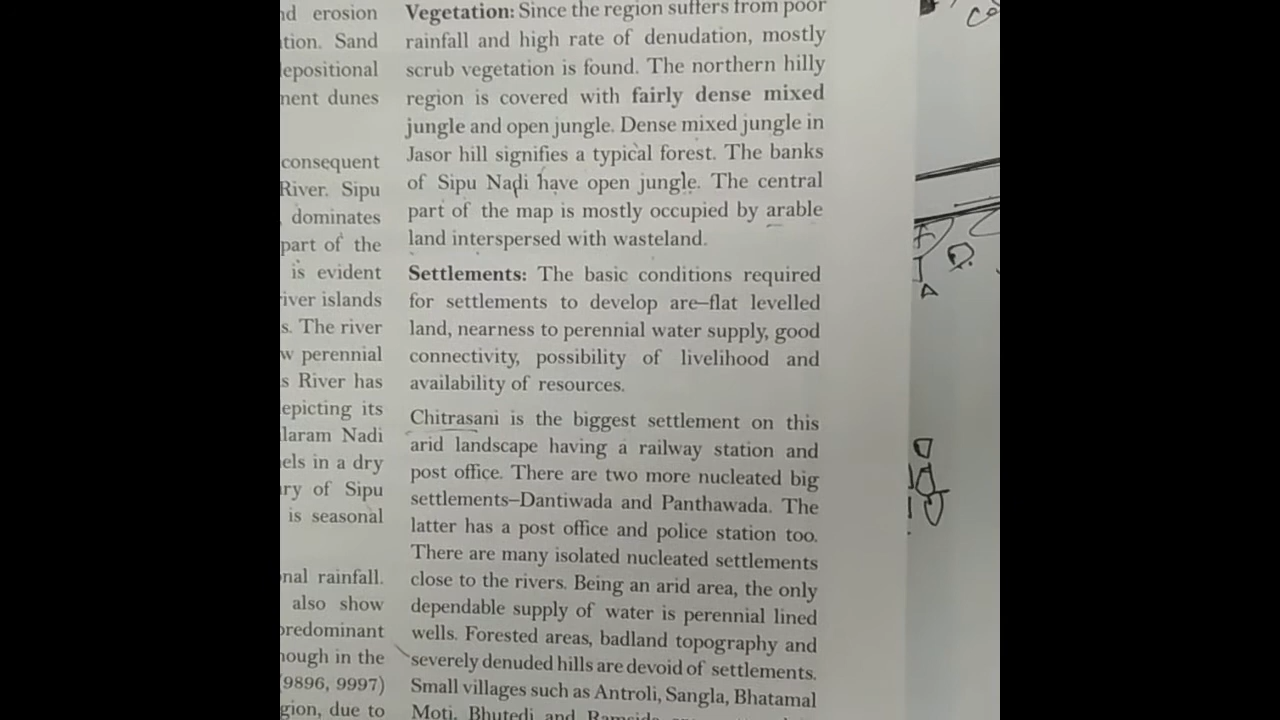 nd erosion
tion. Sand
epositional
nent dunes
consequent
River. Sipu
dominates
part of the
is evident
iver islands
s. The river
w perennial
s River has
epicting its
laram Nadi
els in a dry
ry of Sipu
is seasonal
nal rainfall.
also show
predominant
hough in the
(9896, 9997)
gion, due to
Vegetation: Since the region suffers from poor
rainfall and high rate of denudation, mostly
scrub vegetation is found. The northern hilly
region is covered with fairly dense mixed
jungle and open jungle. Dense mixed jungle in
Jasor hill signifies a typical forest. The banks
of Sipu Nadi have open jungle. The central
part of the map is mostly occupied by arable
land interspersed with wasteland.
Settlements: The basic conditions required
for settlements to develop are–flat levelled
land, nearness to perennial water supply, good
connectivity, possibility of livelihood and
availability of resources.
Chitrasani is the biggest settlement on this
arid landscape having a railway station and
post office. There are two more nucleated big
settlements–Dantiwada and Panthawada. The
latter has a post office and police station too.
There are many isolated nucleated settlements
close to the rivers. Being an arid area, the only
dependable supply of water is perennial lined
wells. Forested areas, badland topography and
severely denuded hills are devoid of settlements.
Small villages such as Antroli, Sangla, Bhatamal
Moti, Bhutedi and